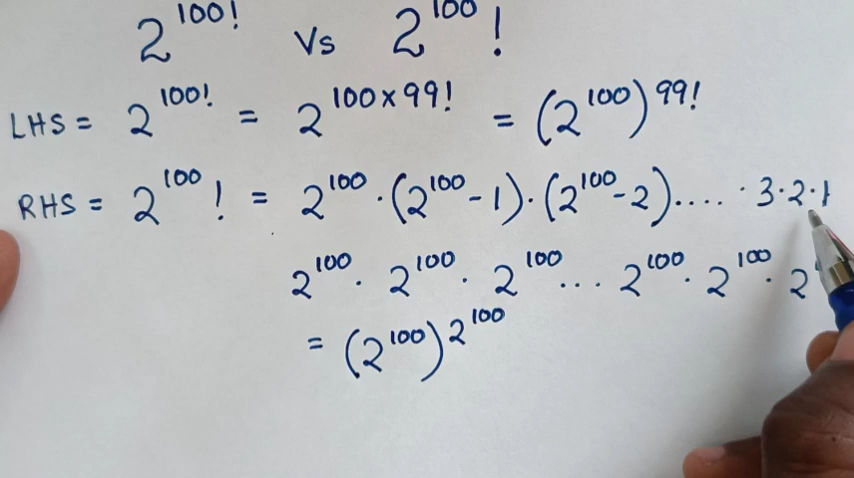 2^100! Vs 2^100!
LHS = 2^100! = 2^100×99! = (2^100)^99!
RHS = 2^100! = 2^100·(2^100-1)·(2^100-2)....·3·2·1
2^100·2^100·2^100...2^100·2^100·2
= (2^100)^2^100